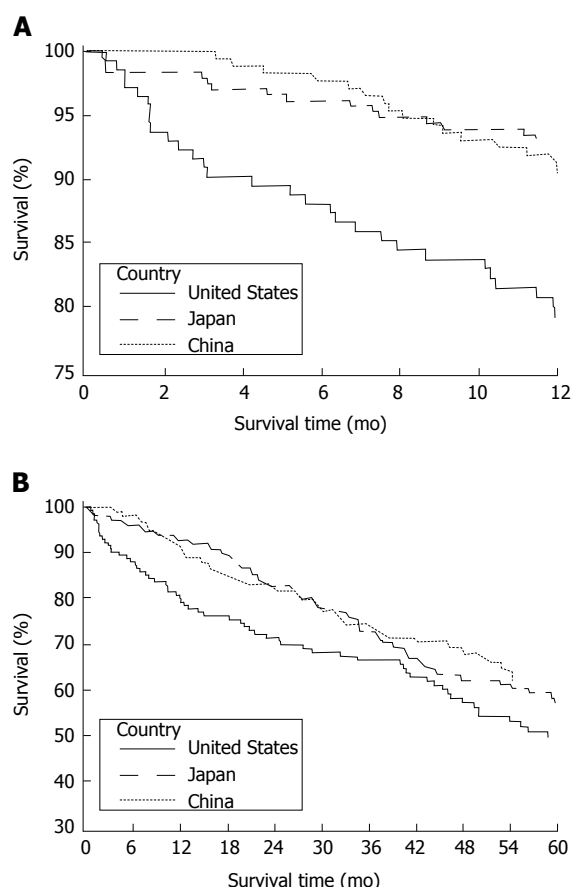 A
100
95
90
85
80
75
Survival (%)
Country
United States
Japan
China
0 2 4 6 8 10 12
Survival time (mo)
B
100
90
80
70
60
50
40
30
Survival (%)
Country
United States
Japan
China
0 6 12 18 24 30 36 42 48 54 60
Survival time (mo)